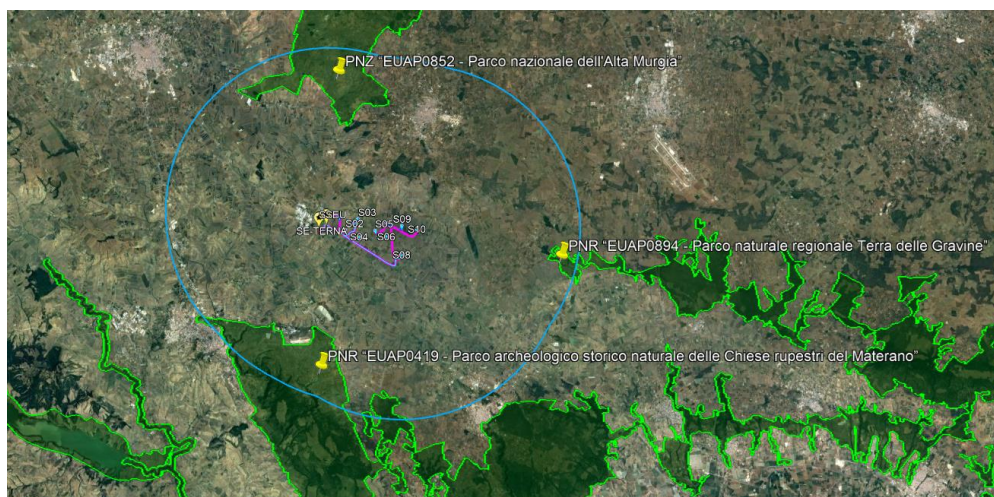 PNZ "EUAP0852 - Parco nazionale dell'Alta Murgia"
S03
SSEU
S09
S02
S05
S10
SE-TERNA
S04
S06
S08
PNR "EUAP0894 - Parco naturale regionale Terra delle Gravine"
PNR "EUAP0419 - Parco archeologico storico naturale delle Chiese rupestri del Materano"